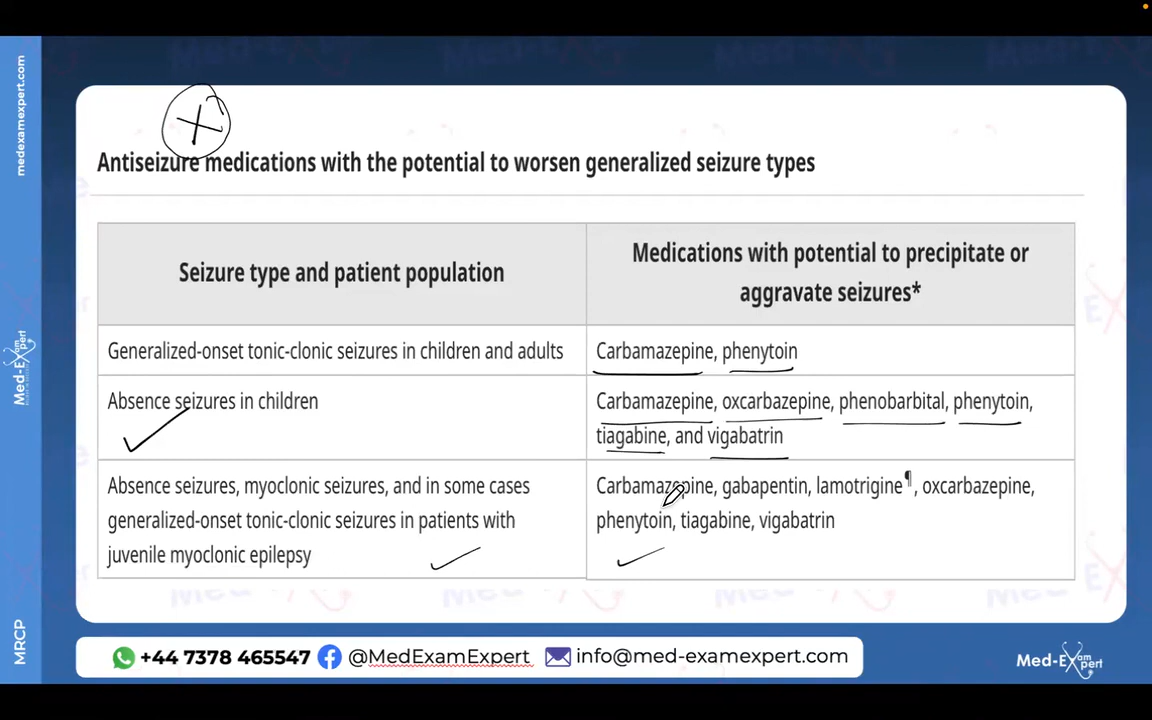 medexamexpert.com
Med-Exam Expert
MRCP
Antiseizure medications with the potential to worsen generalized seizure types
Seizure type and patient population
Medications with potential to precipitate or
aggravate seizures*
Generalized-onset tonic-clonic seizures in children and adults
Carbamazepine, phenytoin
Absence seizures in children
Carbamazepine, oxcarbazepine, phenobarbital, phenytoin,
tiagabine, and vigabatrin
Absence seizures, myoclonic seizures, and in some cases
generalized-onset tonic-clonic seizures in patients with
juvenile myoclonic epilepsy
Carbamazepine, gabapentin, lamotrigine¶, oxcarbazepine,
phenytoin, tiagabine, vigabatrin
+44 7378 465547 @MedExamExpert info@med-examexpert.com
Med-Exam Expert